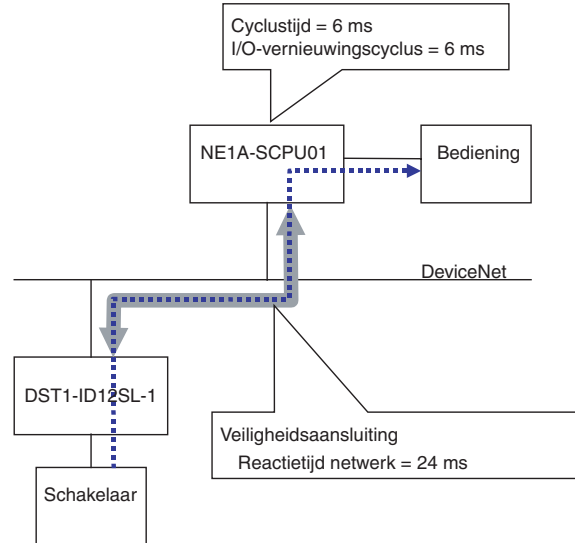 Cyclustijd = 6 ms
I/O-vernieuwingscyclus = 6 ms
NE1A-SCPU01
Bediening
DeviceNet
DST1-ID12SL-1
Veiligheidsaansluiting
Reactietijd netwerk = 24 ms
Schakelaar